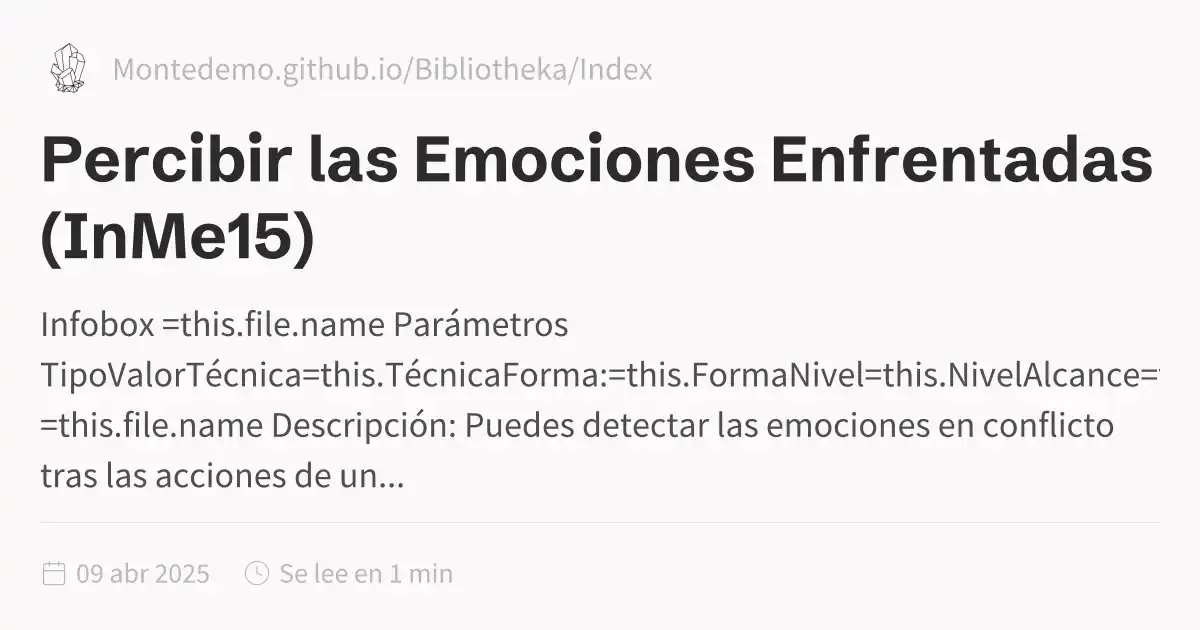 Montedemo.github.io/Bibliotheka/Index
Percibir las Emociones Enfrentadas
(InMe15)
Infobox =this.file.name Parámetros
TipoValorTécnica=this.TécnicaForma:=this.FormaNivel=this.NivelAlcance=
=this.file.name Descripción: Puedes detectar las emociones en conflicto
tras las acciones de un...
09 abr 2025
Se lee en 1 min